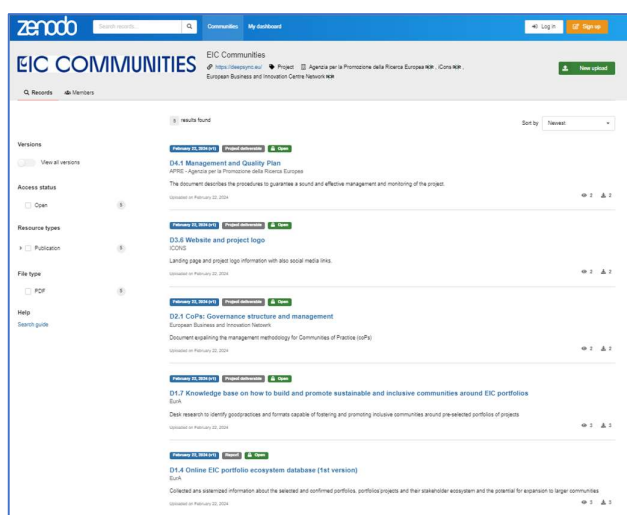 zenodo
Search records...
Communities
My dashboard
Log in
Sign up
EIC COMMUNITIES
EIC Communities
https://deepsync.eu/ Project Agenzia per la Promozione della Ricerca Europea , ICons ,
European Business and Innovation Centre Network
New upload
Records
Members
results found
Sort by
Newest
Versions
View all versions
Access status
Open
Resource types
Publication
File type
PDF
Help
Search guide
February 22, 2024 (v1) Project deliverable Open
D4.1 Management and Quality Plan
APRE - Agenzia per la Promozione della Ricerca Europea
The document describes the procedures to guarantee a sound and effective management and monitoring of the project.
Uploaded on February 22, 2024
2 2
February 22, 2024 (v1) Project deliverable Open
D3.6 Website and project logo
ICONS
Landing page and project logo information with also social media links.
Uploaded on February 22, 2024
2 2
February 22, 2024 (v1) Project deliverable Open
D2.1 CoPs: Governance structure and management
European Business and Innovation Network
Document expalining the management methodology for Communities of Practice (coPs)
Uploaded on February 22, 2024
2 2
February 22, 2024 (v1) Project deliverable Open
D1.7 Knowledge base on how to build and promote sustainable and inclusive communities around EIC portfolios
EurA
Desk research to identify goodpractices and formats capable of fostering and promoting inclusive communities around pre-selected portfolios of projects
Uploaded on February 22, 2024
February 22, 2024 (v1) Report Open
D1.4 Online EIC portfolio ecosystem database (1st version)
EurA
Collected ans sistemized information about the selected and confirmed portfolios, portfolios'projects and their stakeholder ecosystem and the potential for expansion to larger communities
Uploaded on February 22, 2024